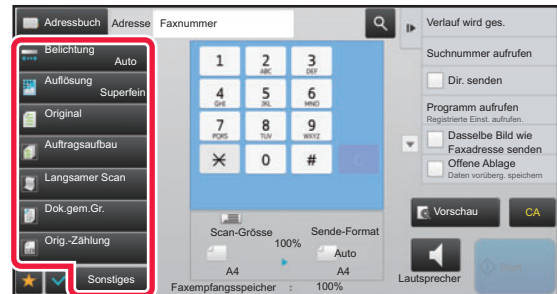 Adressbuch
Adresse
Faxnummer
Verlauf wird ges.
Belichtung
Auto
Auflösung
Superfein
Original
Auftragsaufbau
Langsamer Scan
Dok.gem.Gr.
Orig.-Zählung
Sonstiges
1
2
ABC
3
DEF
4
GHI
5
JKL
6
MNO
7
PQRS
8
TUV
9
WXYZ
0
#
C
Scan-Grösse
100%
Sende-Format
Auto
A4
A4
Faxempfangsspeicher : 100%
Suchnummer aufrufen
Dir. senden
Programm aufrufen
Registrierte Einst. aufrufen.
Dasselbe Bild wie
Faxadresse senden
Offene Ablage
Daten vorüberg. speichern
Vorschau
CA
Lautsprecher
Start